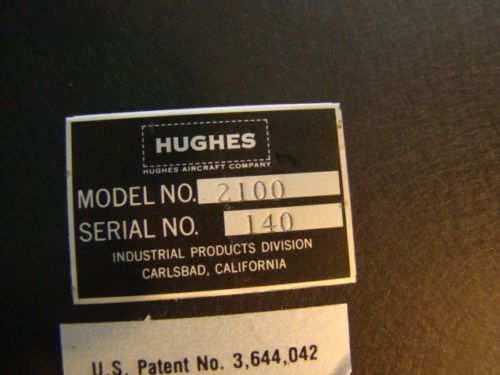 HUGHES
HUGHES AIRCRAFT COMPANY
MODEL NO. 2100
SERIAL NO. 140
INDUSTRIAL PRODUCTS DIVISION
CARLSBAD, CALIFORNIA
U.S. Patent No. 3,644,042